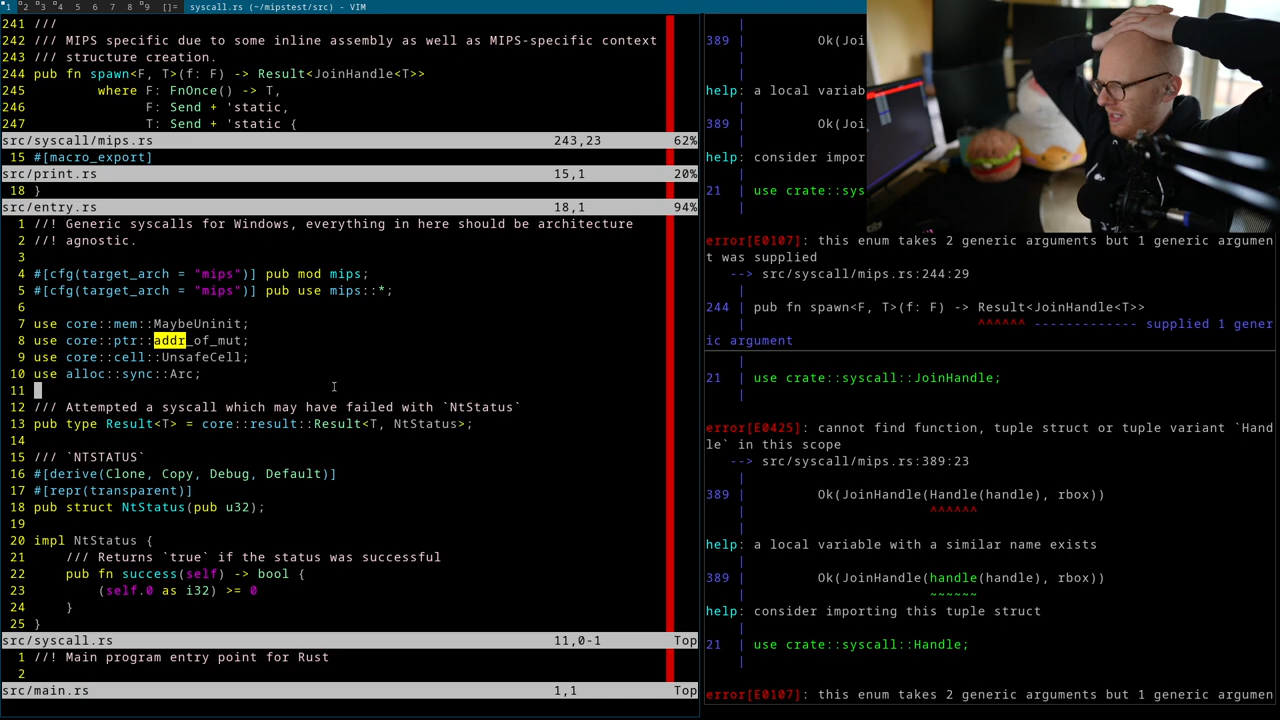 1 2 3 4 5 6 7 8 9 []= syscall.rs (~/mipstest/src) - VIM
241 ///
242 /// MIPS specific due to some inline assembly as well as MIPS-specific context
243 /// structure creation.
244 pub fn spawn<F, T>(f: F) -> Result<JoinHandle<T>>
245         where F: FnOnce() -> T,
246               F: Send + 'static,
247               T: Send + 'static {
src/syscall/mips.rs 243,23 62%
15 #[macro_export]
src/print.rs 15,1 20%
18 }
src/entry.rs 18,1 94%
1 //! Generic syscalls for Windows, everything in here should be architecture
2 //! agnostic.
3
4 #[cfg(target_arch = "mips")] pub mod mips;
5 #[cfg(target_arch = "mips")] pub use mips::*;
6
7 use core::mem::MaybeUninit;
8 use core::ptr::addr_of_mut;
9 use core::cell::UnsafeCell;
10 use alloc::sync::Arc;
11
12 /// Attempted a syscall which may have failed with `NtStatus`
13 pub type Result<T> = core::result::Result<T, NtStatus>;
14
15 /// `NTSTATUS`
16 #[derive(Clone, Copy, Debug, Default)]
17 #[repr(transparent)]
18 pub struct NtStatus(pub u32);
19
20 impl NtStatus {
21     /// Returns `true` if the status was successful
22     pub fn success(self) -> bool {
23         (self.0 as i32) >= 0
24     }
25 }
src/syscall.rs 11,0-1 Top
1 //! Main program entry point for Rust
2
src/main.rs 1,1 Top
|
389 |         Ok(Joi
|
help: a local variab
|
389 |         Ok(Joi
|
help: consider impor
|
21 | use crate::sys
|
error[E0107]: this enum takes 2 generic arguments but 1 generic argumen
t was supplied
--> src/syscall/mips.rs:244:29
|
244 | pub fn spawn<F, T>(f: F) -> Result<JoinHandle<T>>
| ^^^^^^ ------------- supplied 1 gener
ic argument
|
21 | use crate::syscall::JoinHandle;
|
error[E0425]: cannot find function, tuple struct or tuple variant `Hand
le` in this scope
--> src/syscall/mips.rs:389:23
|
389 |         Ok(JoinHandle(Handle(handle), rbox))
| ^^^^^^
|
help: a local variable with a similar name exists
|
389 |         Ok(JoinHandle(handle(handle), rbox))
| ~~~~~~
help: consider importing this tuple struct
|
21 | use crate::syscall::Handle;
|
error[E0107]: this enum takes 2 generic arguments but 1 generic argumen